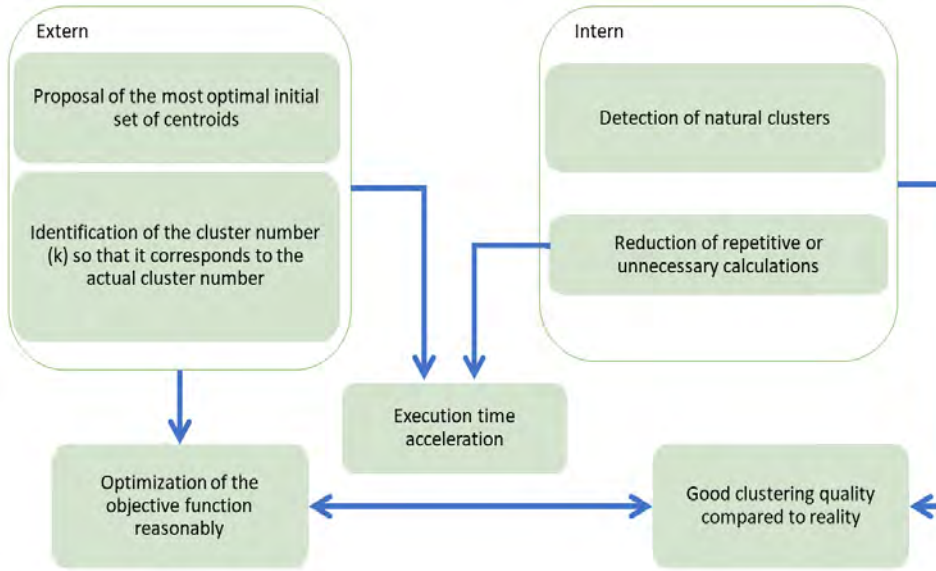 Extern
Proposal of the most optimal initial
set of centroids
Identification of the cluster number
(k) so that it corresponds to the
actual cluster number
Intern
Detection of natural clusters
Reduction of repetitive or
unnecessary calculations
Execution time
acceleration
Optimization of the
objective function
reasonably
Good clustering quality
compared to reality